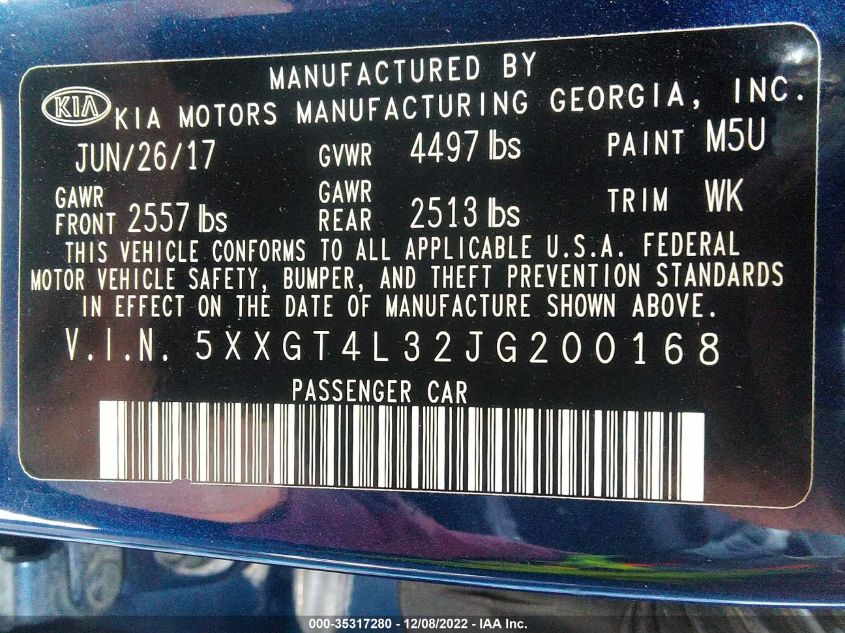 MANUFACTURED BY
KIA KIA MOTORS MANUFACTURING GEORGIA, INC.
JUN/26/17 GVWR 4497 lbs PAINT M5U
GAWR FRONT 2557 lbs GAWR REAR 2513 lbs TRIM WK
THIS VEHICLE CONFORMS TO ALL APPLICABLE U.S.A. FEDERAL
MOTOR VEHICLE SAFETY, BUMPER, AND THEFT PREVENTION STANDARDS
IN EFFECT ON THE DATE OF MANUFACTURE SHOWN ABOVE.
V.I.N. 5XXGT4L32JG200168
PASSENGER CAR
000-35317280 - 12/08/2022 - IAA Inc.